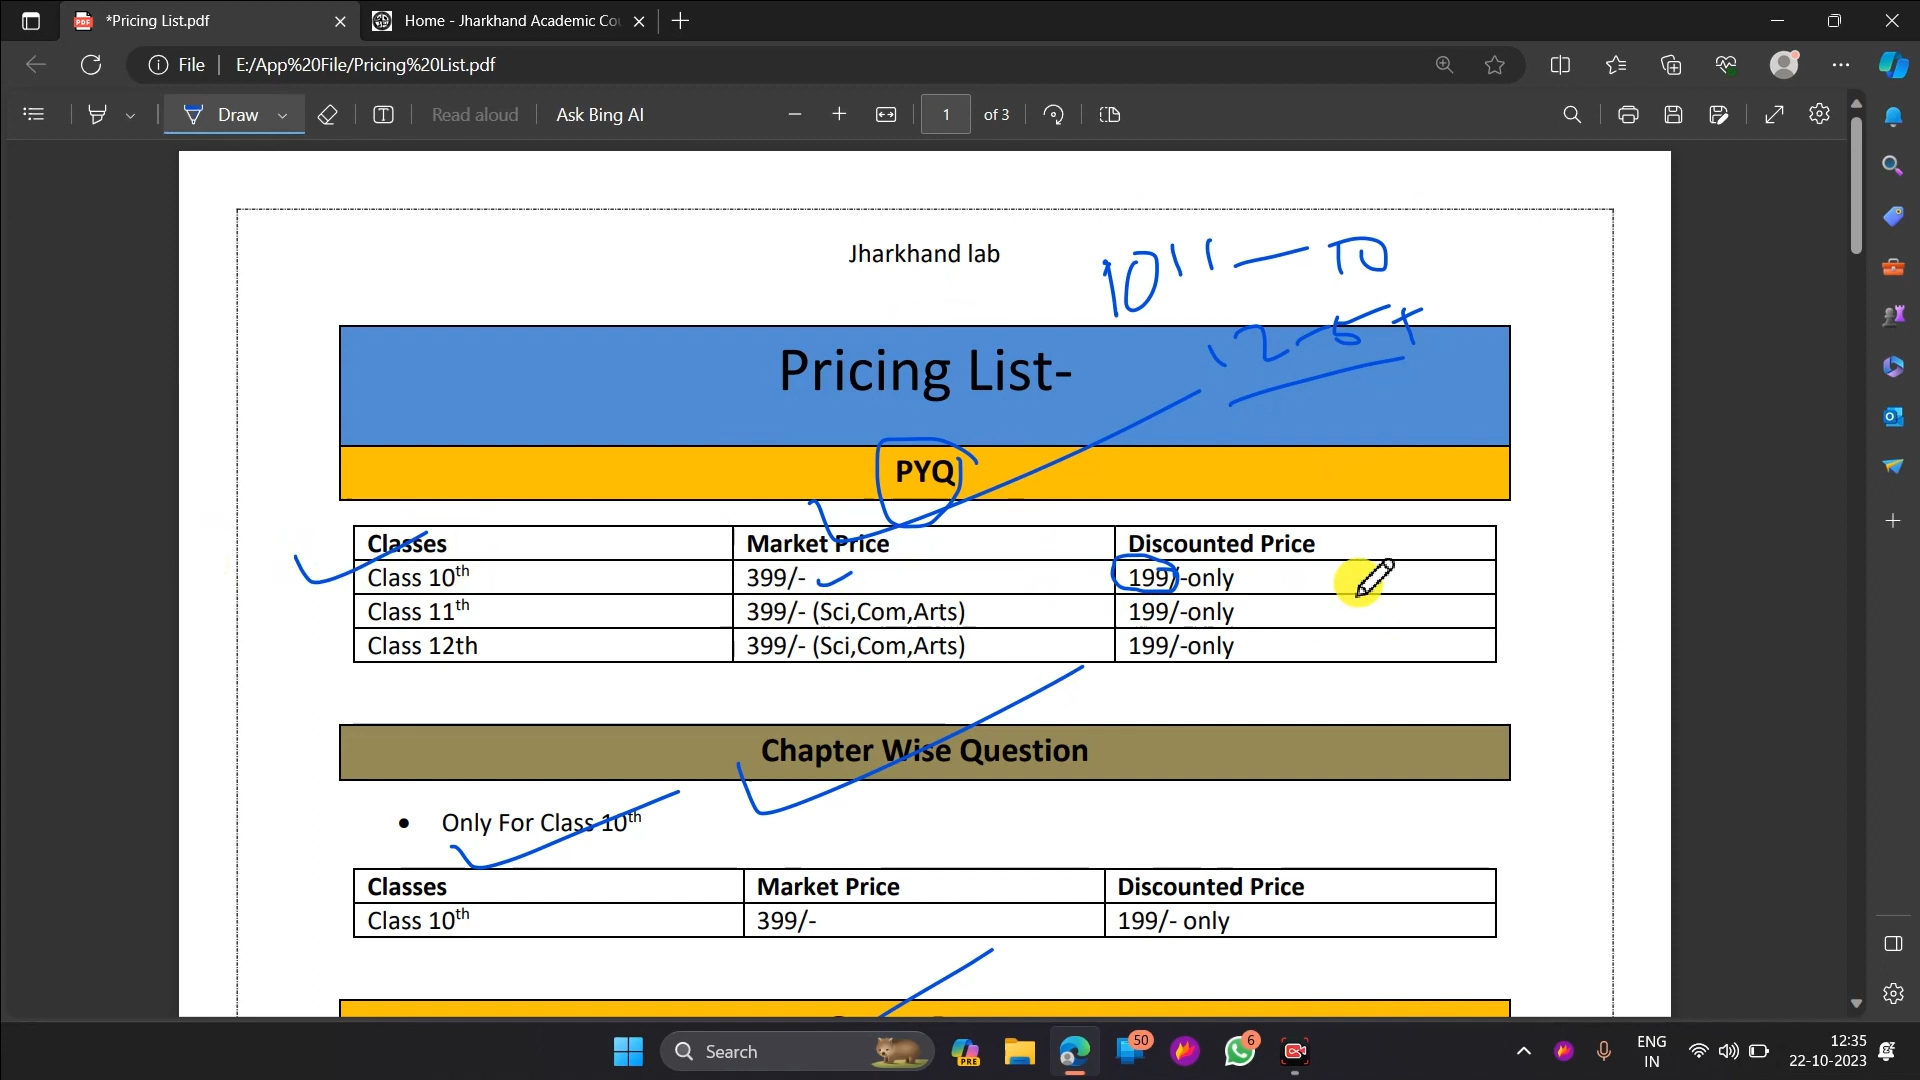 *Pricing List.pdf
Home - Jharkhand Academic Cou
File E:/App%20File/Pricing%20List.pdf
Draw Read aloud Ask Bing AI 1 of 3
Jharkhand lab
1011 — 10
Pricing List-
PYQ
Classes Market Price Discounted Price
Class 10th 399/- 199/-only
Class 11th 399/- (Sci,Com,Arts) 199/-only
Class 12th 399/- (Sci,Com,Arts) 199/-only
Chapter Wise Question
• Only For Class 10th
Classes Market Price Discounted Price
Class 10th 399/- 199/- only
Search PRE 50 6 ENG IN 12:35 22-10-2023